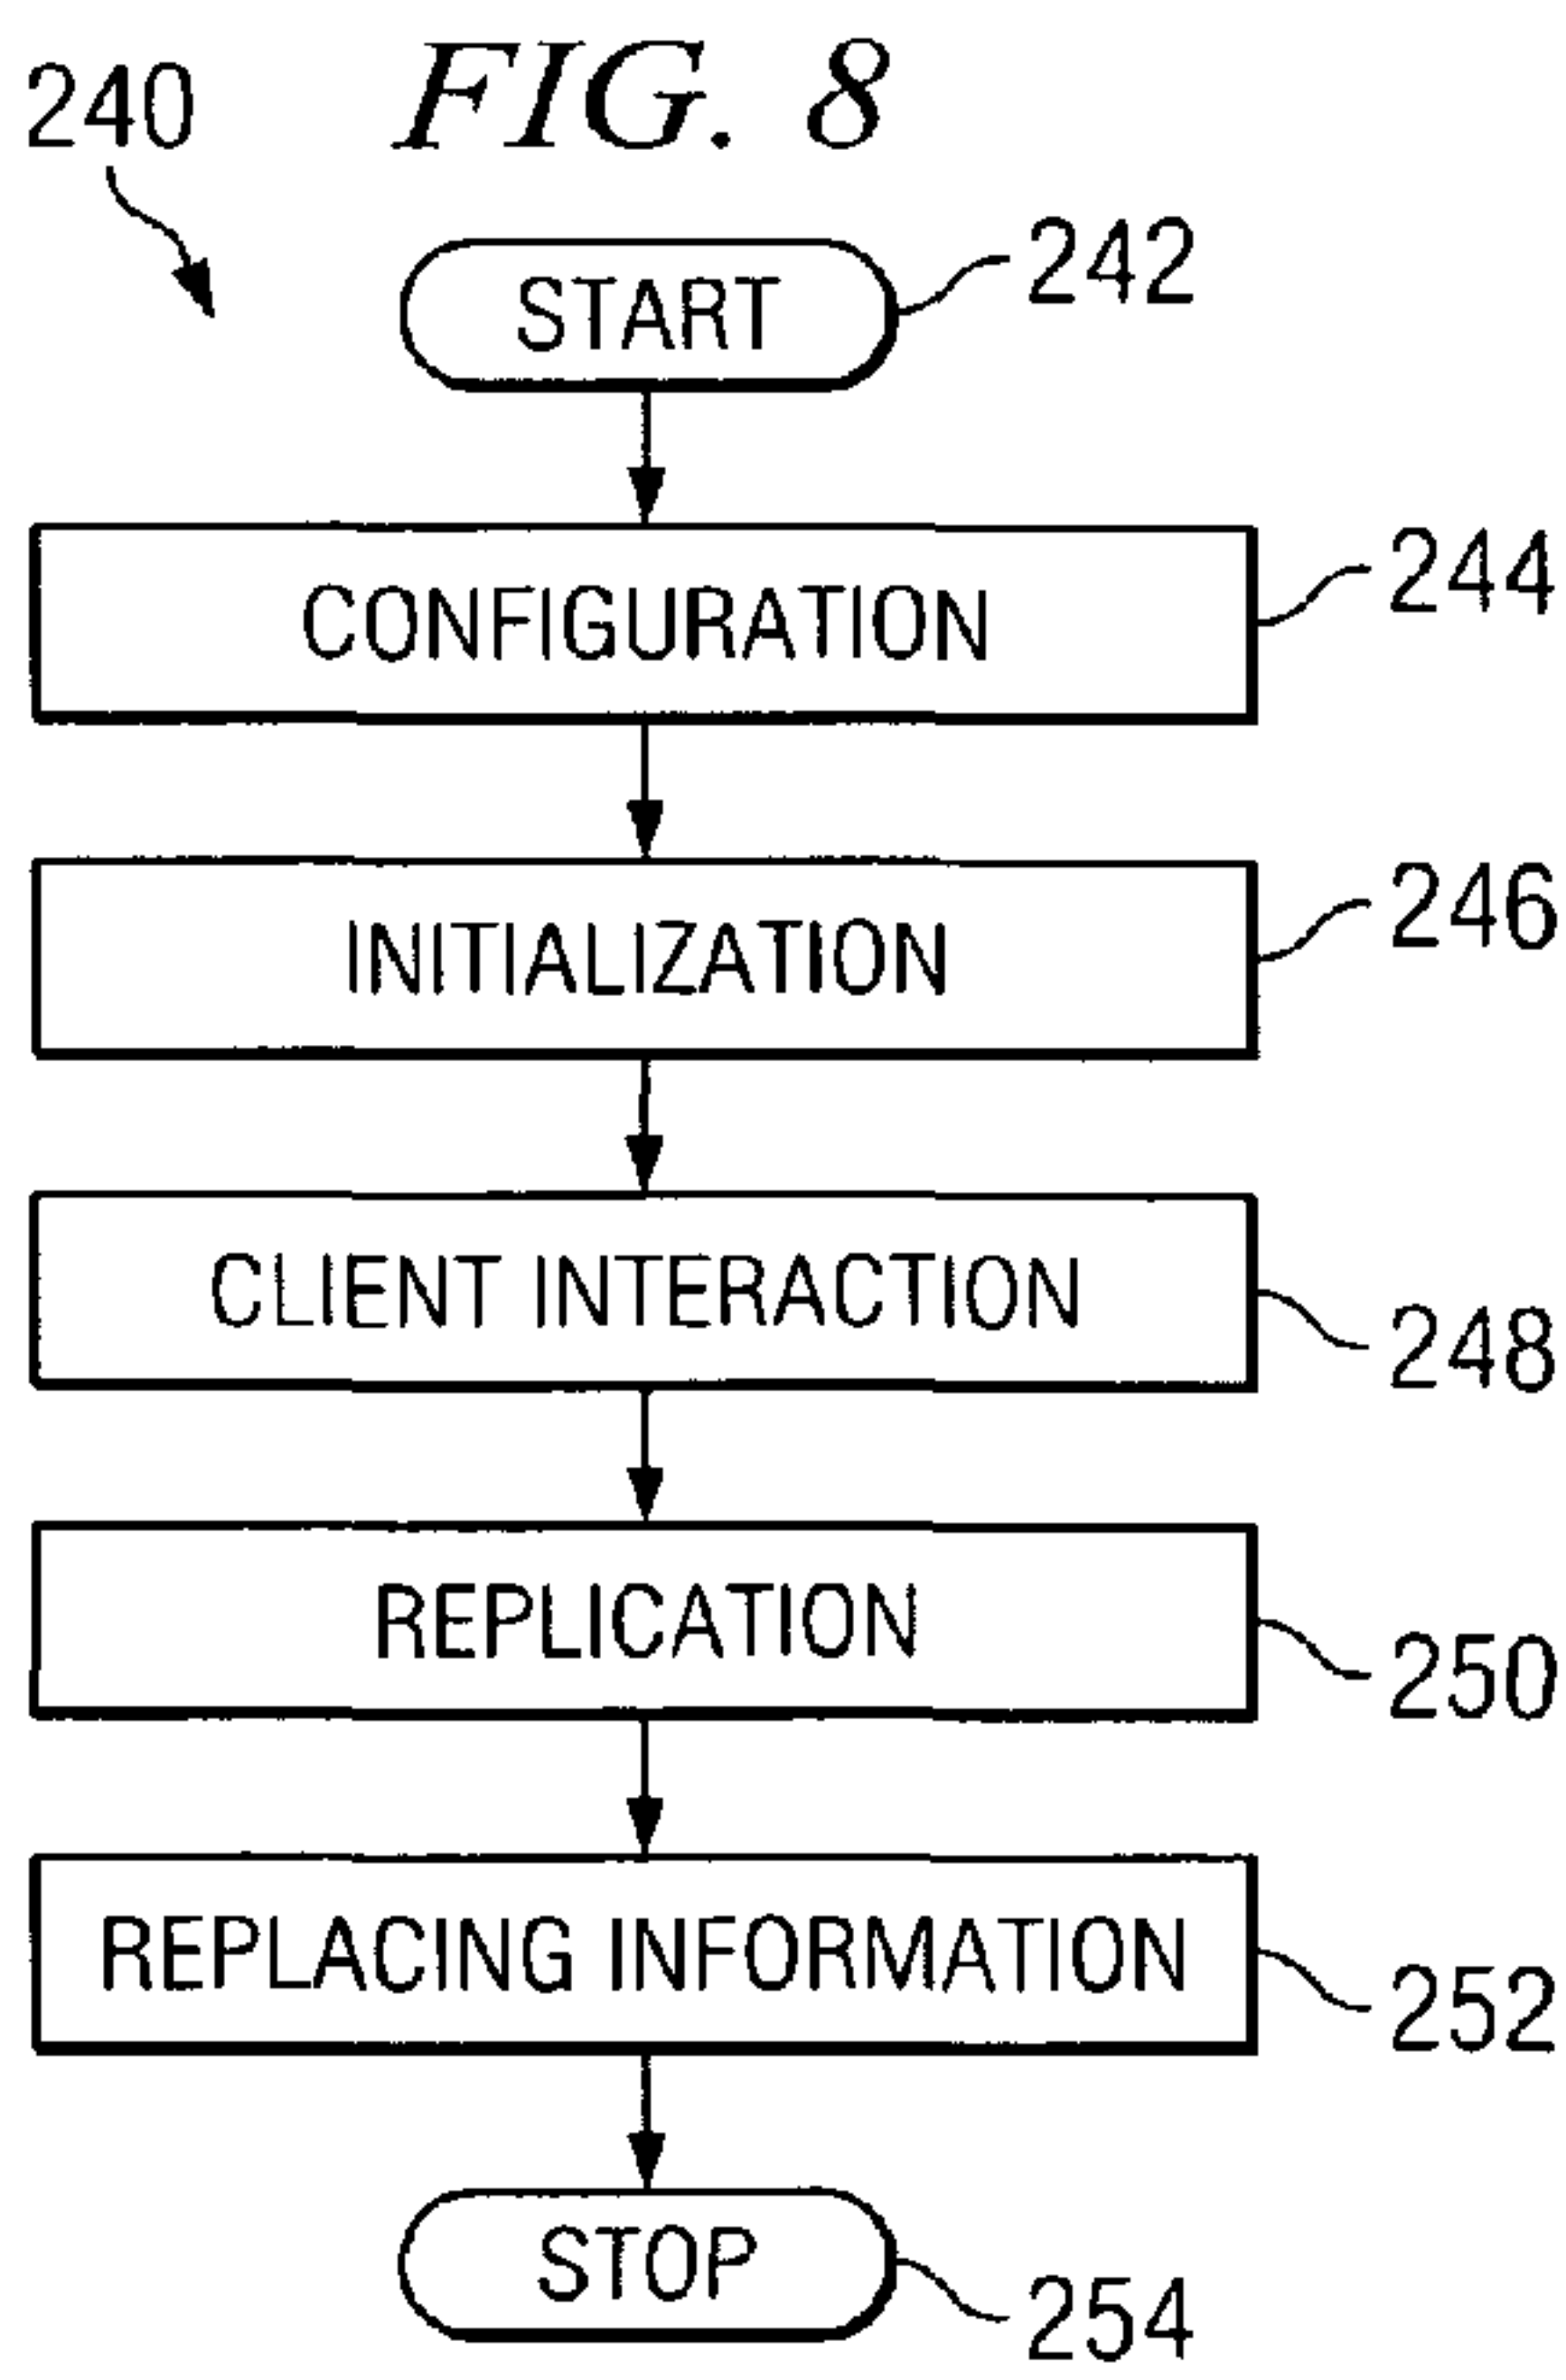 FIG. 8
240
START
242
CONFIGURATION
244
INITIALIZATION
246
CLIENT INTERACTION
248
REPLICATION
250
REPLACING INFORMATION
252
STOP
254